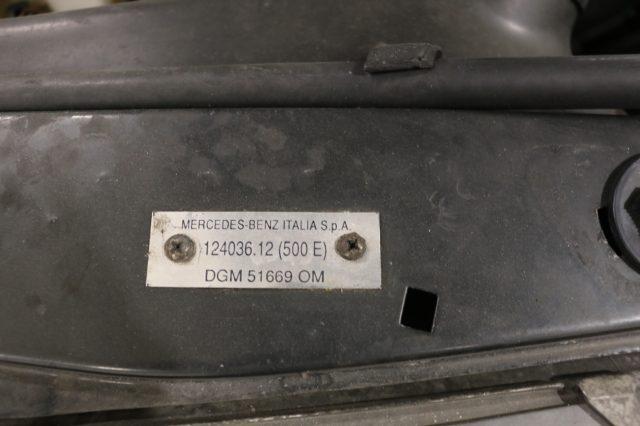 MERCEDES-BENZ ITALIA S.p.A.
124036.12 (500 E)
DGM 51669 OM